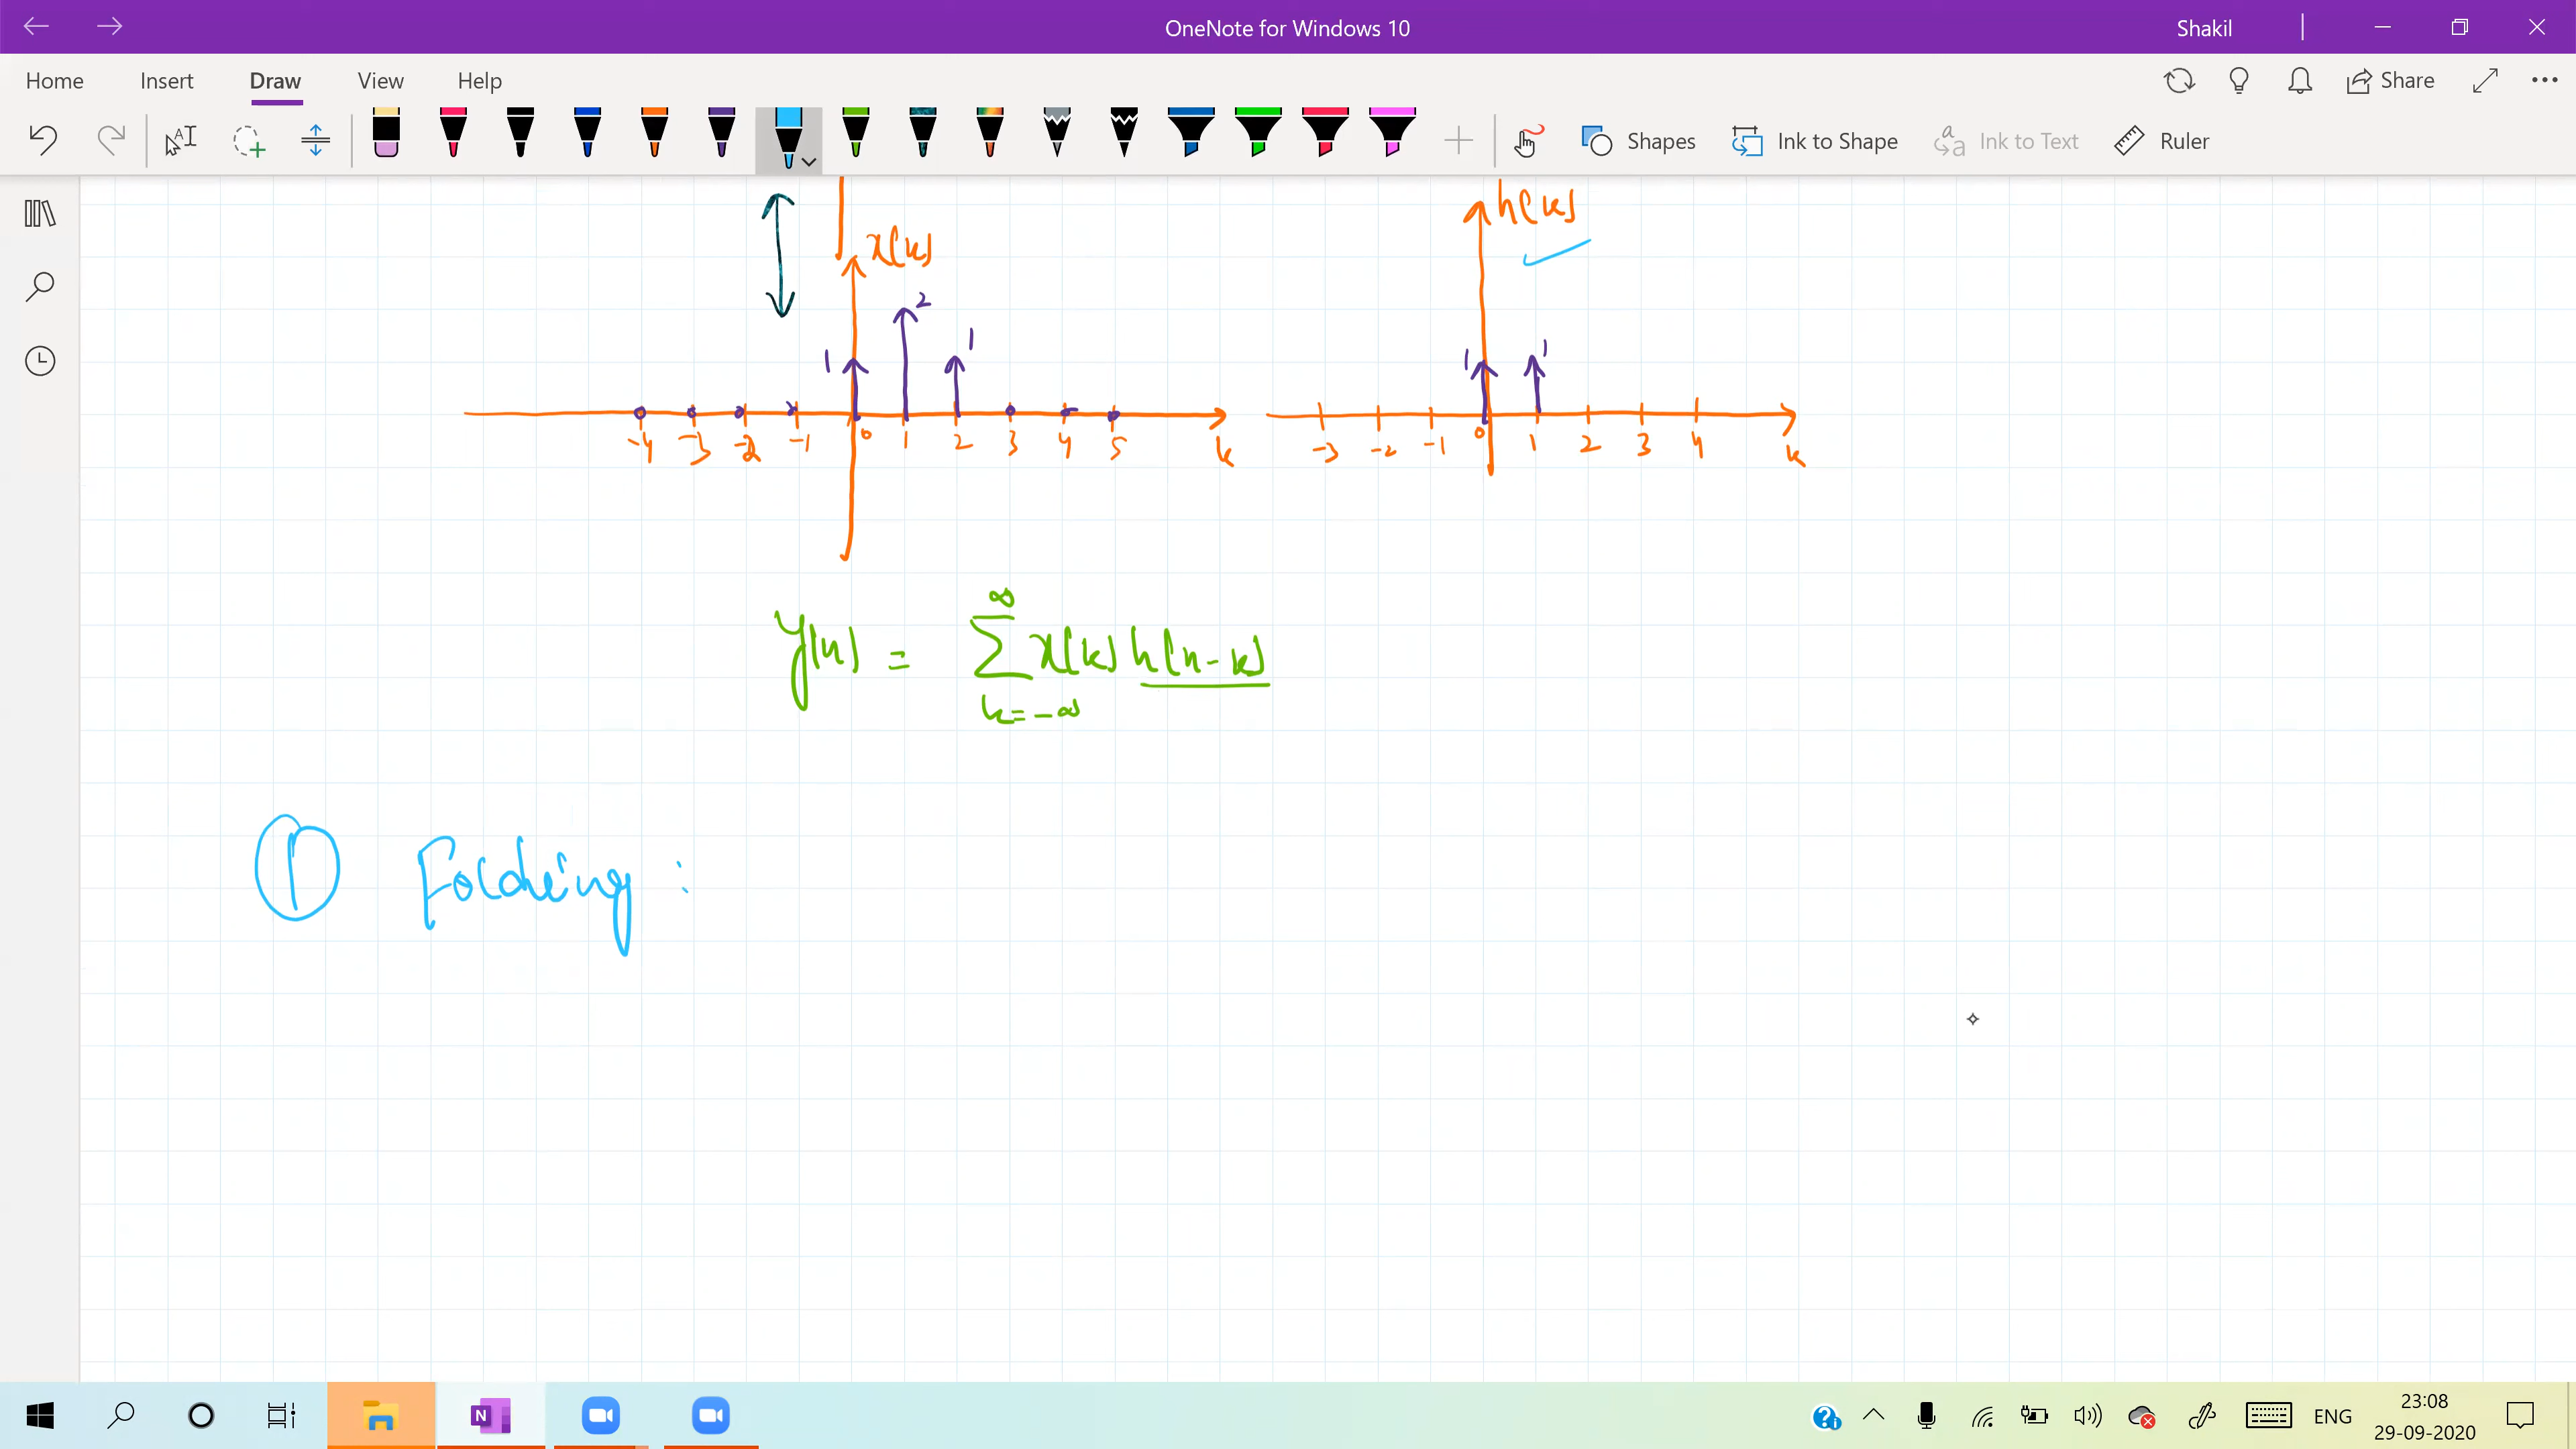 OneNote for Windows 10
Shakil
Home Insert Draw View Help
Share
Shapes Ink to Shape Ink to Text Ruler
x[k]
2
1
1
-4 -3 -2 -1 0 1 2 3 4 5 k
h[k]
1
1
-3 -2 -1 0 1 2 3 4 k
∞
y[n] = ∑ x[k] h[n-k]
k=-∞
① Folding :
ENG
23:08
29-09-2020